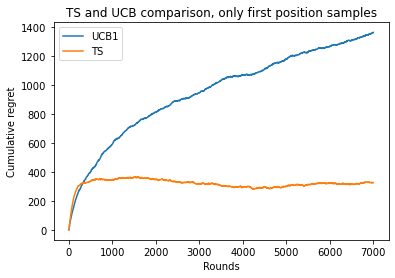 TS and UCB comparison, only first position samples
UCB1
TS
Cumulative regret
1400
1200
1000
800
600
400
200
0
0 1000 2000 3000 4000 5000 6000 7000
Rounds